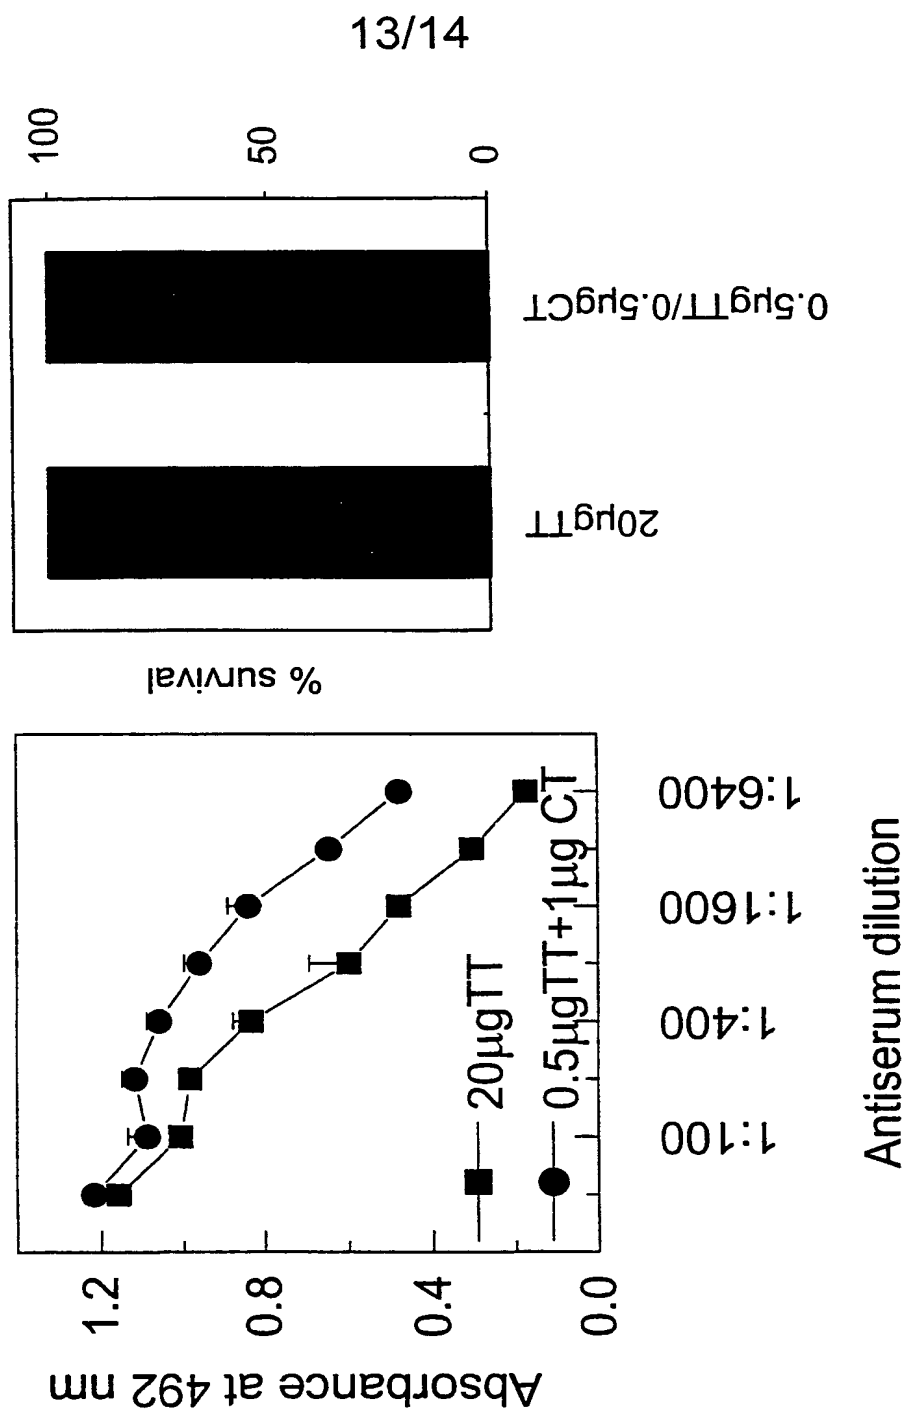 13/14
100
50
0
0.5µgTT/0.5µgCT
20µgTT
% survival
1.2
0.8
0.4
0.0
Absorbance at 492 nm
20µgTT
0.5µgTT+1µg CT
1:100
1:400
1:1600
1:6400
Antiserum dilution